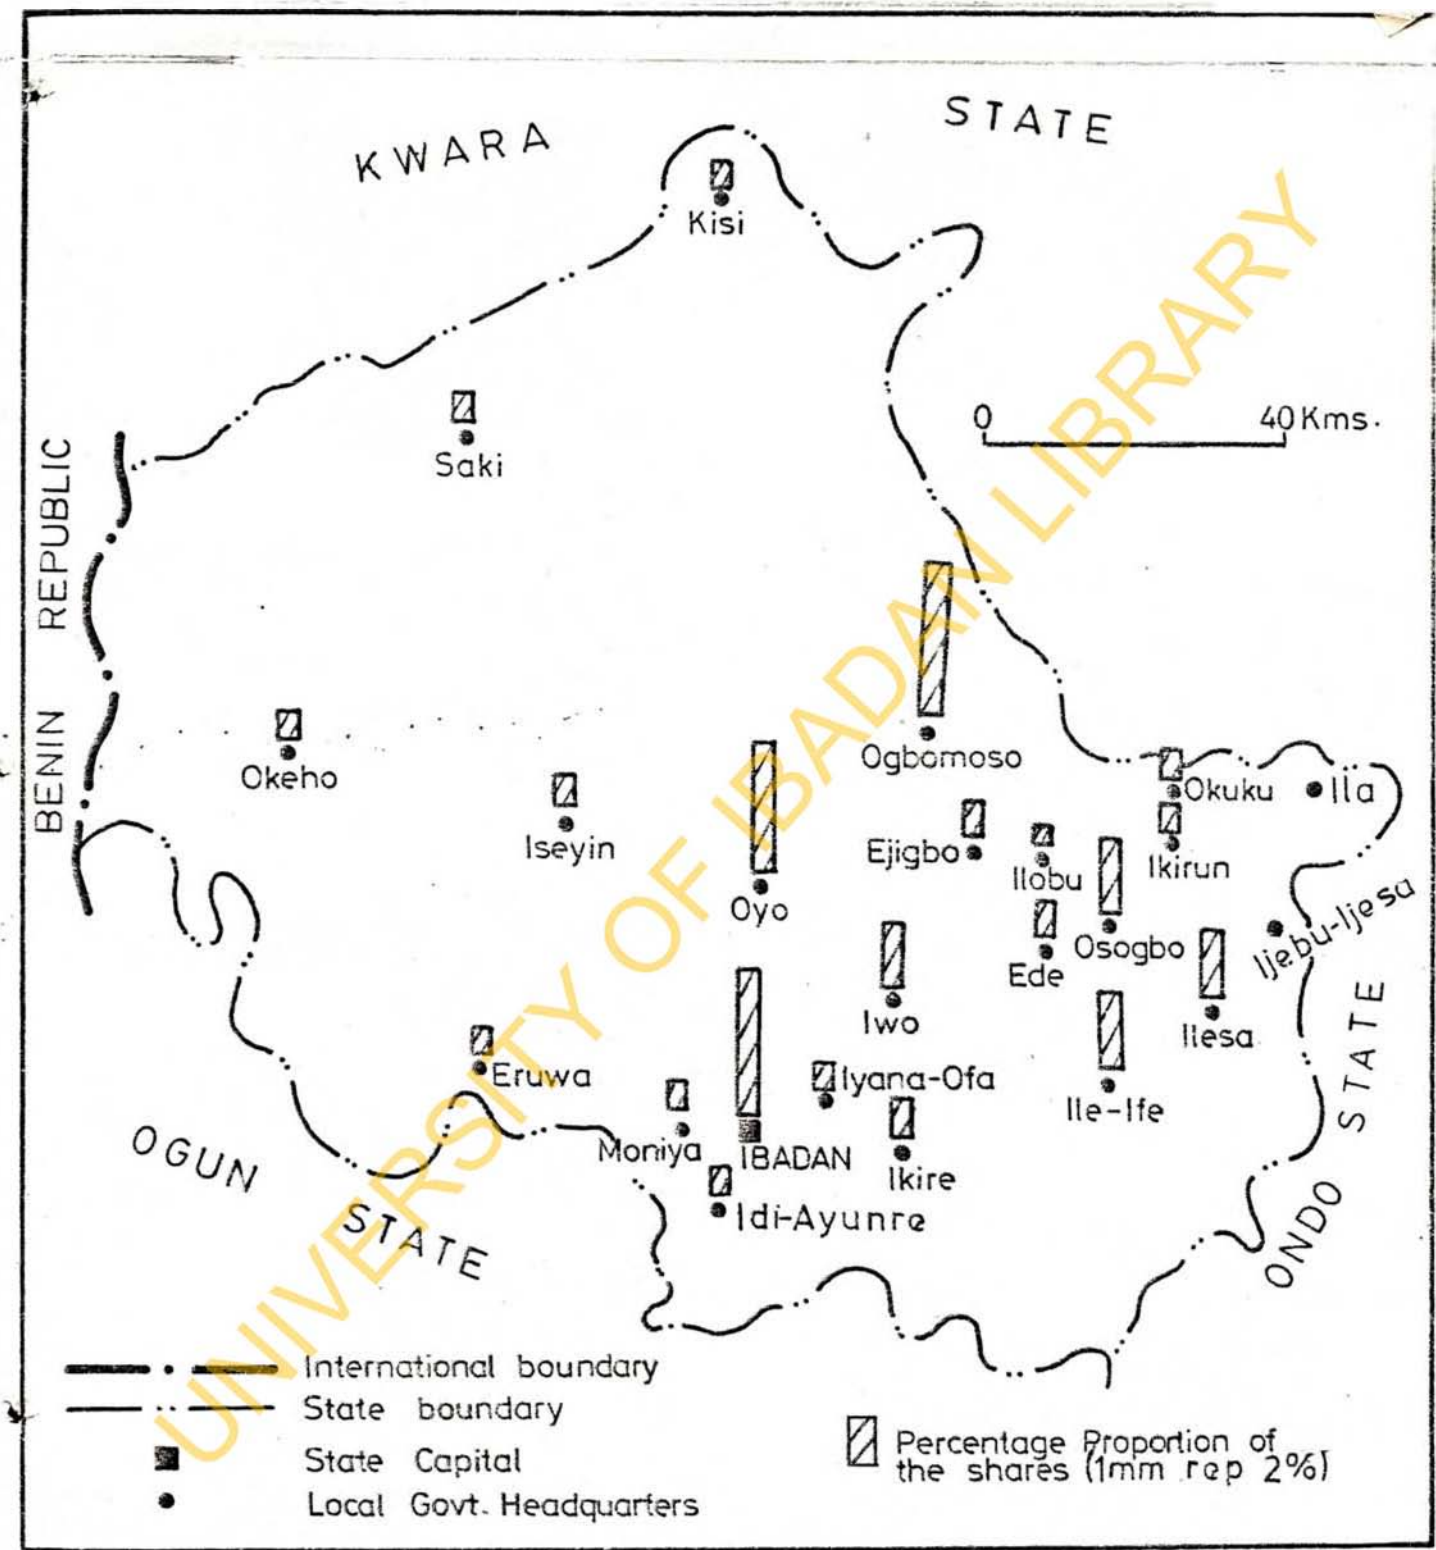 KWARA STATE
Kisi
0 40 Kms.
Saki
BENIN REPUBLIC
Ogbomoso
Okeho
Okuku
Ila
Iseyin
Ejigbo
Ilobu
Ikirun
Oyo
Ijebu-Ijesa
Osogbo
Ede
Iwo
Ilesa
Eruwa
Iyana-Ofa
Ile-Ife
Moniya
IBADAN
Ikire
Idi-Ayunre
OGUN STATE
ONDO STATE
International boundary
State boundary
State Capital
Local Govt. Headquarters
Percentage Proportion of
the shares (1mm rep 2%)
UNIVERSITY OF IBADAN LIBRARY